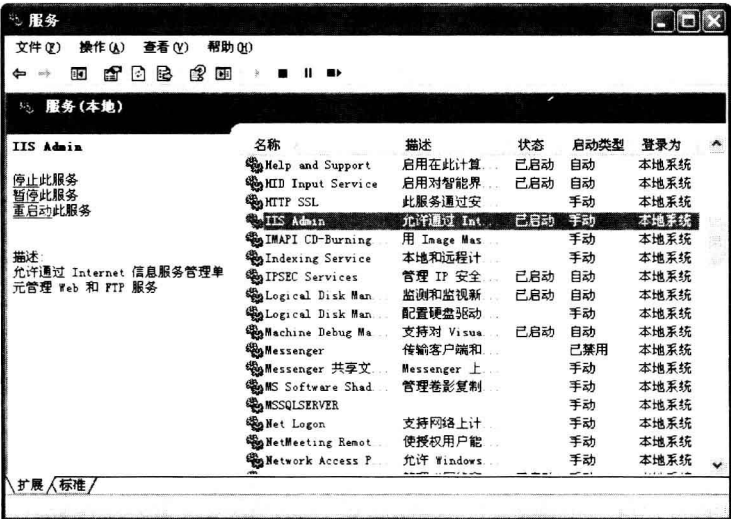 服务
文件(F) 操作(A) 查看(V) 帮助(H)
服务(本地)
IIS Admin
停止此服务
暂停此服务
重启动此服务
描述:
允许通过 Internet 信息服务管理单
元管理 Web 和 FTP 服务
名称 描述 状态 启动类型 登录为
Help and Support 启用在此计算... 已启动 自动 本地系统
HID Input Service 启用对智能界... 已启动 自动 本地系统
HTTP SSL 此服务通过安... 手动 本地系统
IIS Admin 允许通过 Int... 已启动 手动 本地系统
IMAPI CD-Burning... 用 Image Mas... 手动 本地系统
Indexing Service 本地和远程计... 手动 本地系统
IPSEC Services 管理 IP 安全... 已启动 自动 本地系统
Logical Disk Man... 监测和监视新... 已启动 自动 本地系统
Logical Disk Man... 配置硬盘驱动... 手动 本地系统
Machine Debug Ma... 支持对 Visua... 已启动 自动 本地系统
Messenger 传输客户端和... 已禁用 本地系统
Messenger 共享文... Messenger 上... 手动 本地系统
MS Software Shad... 管理卷影复制... 手动 本地系统
MSSQLSERVER 手动 本地系统
Net Logon 支持网络上计... 手动 本地系统
NetMeeting Remot... 使授权用户能... 手动 本地系统
Network Access P... 允许 Windows... 手动 本地系统
扩展 标准